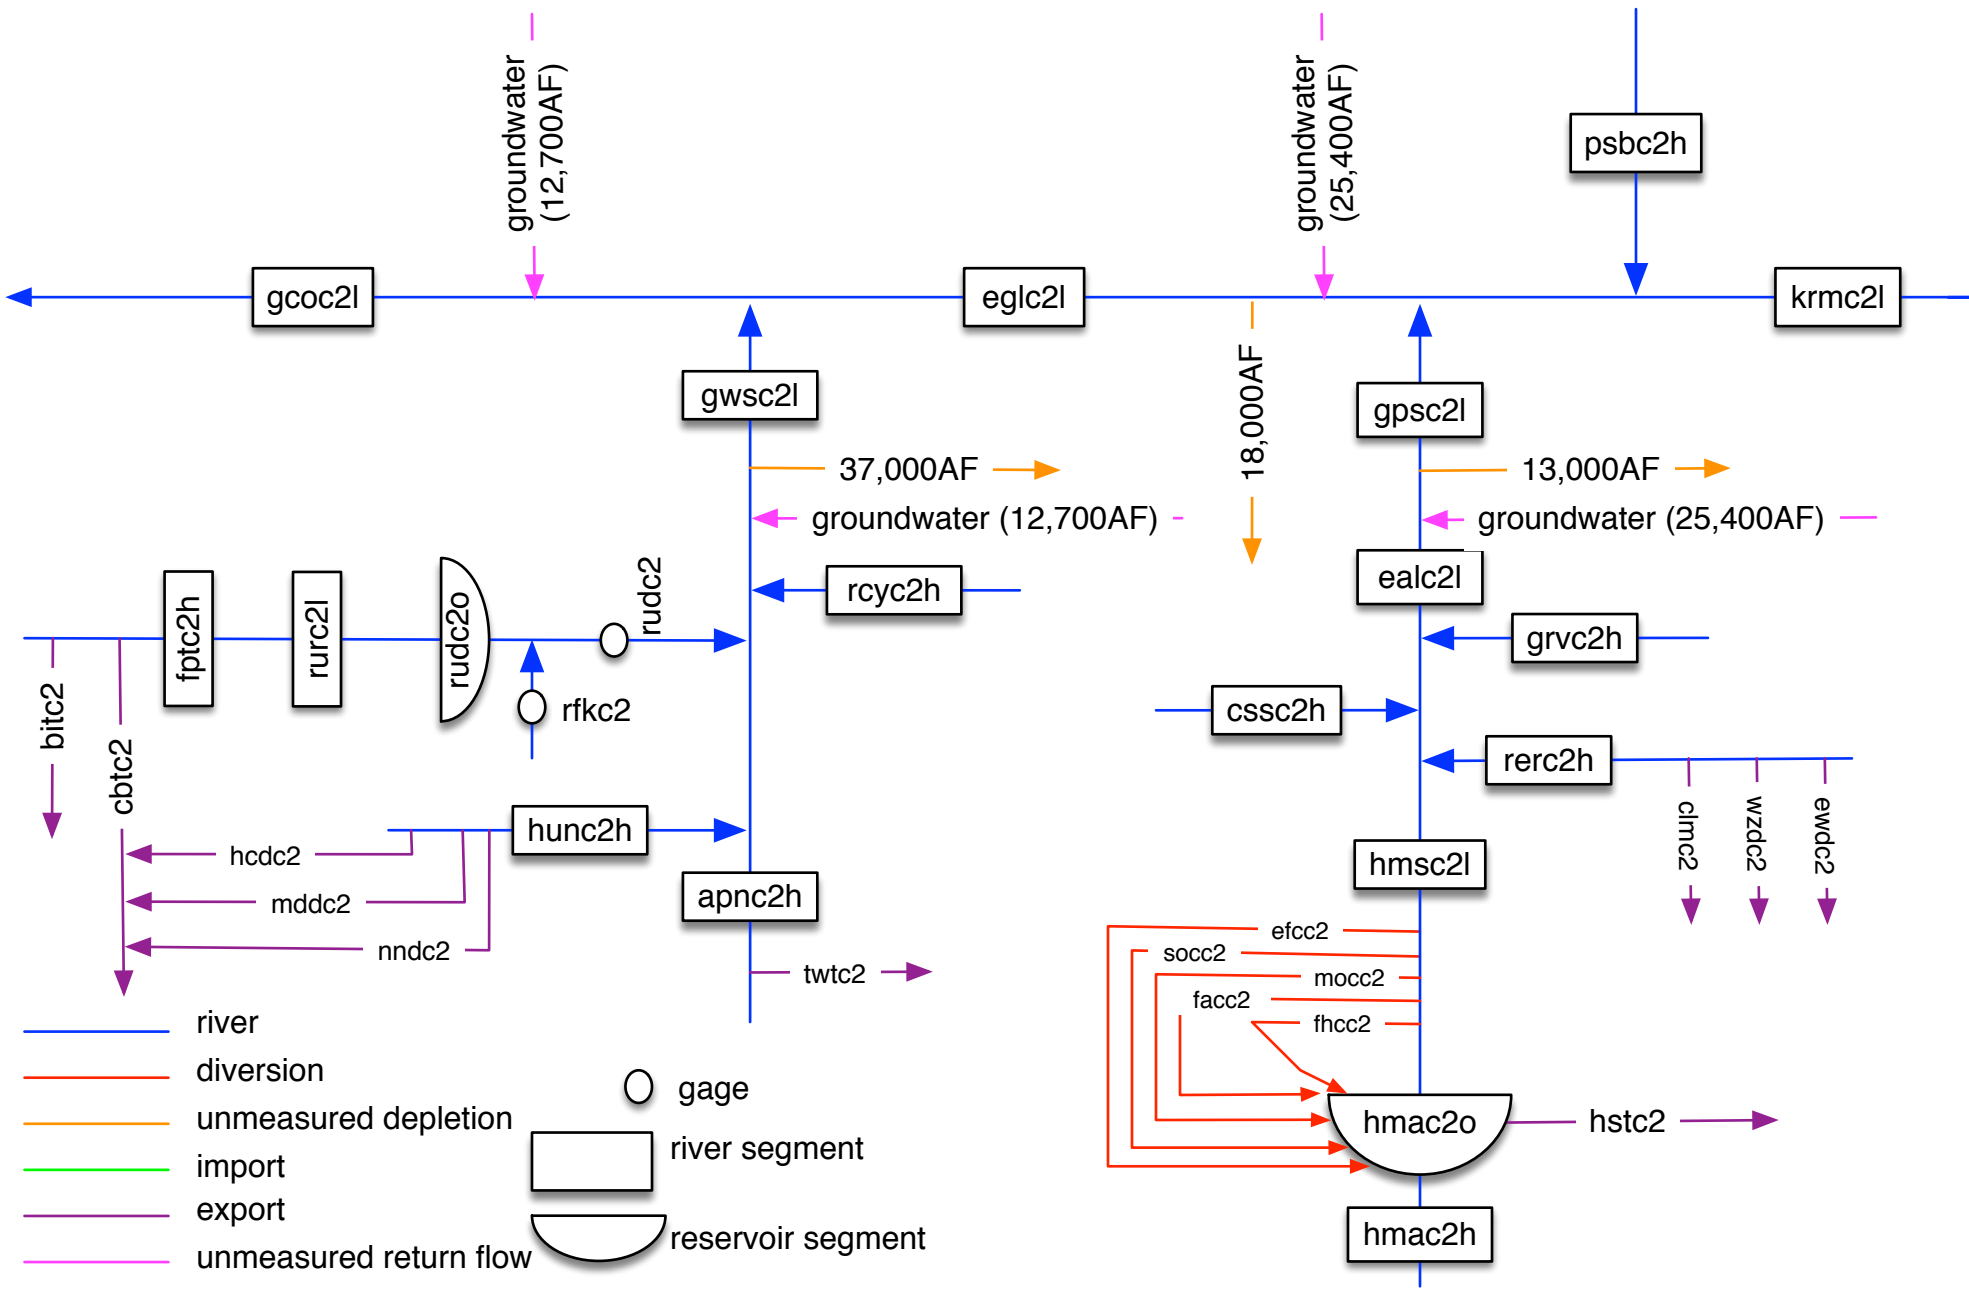 groundwater
(12,700AF)
groundwater
(25,400AF)
psbc2h
gcoc2l
eglc2l
krmc2l
gwsc2l
18,000AF
gpsc2l
37,000AF
13,000AF
groundwater (12,700AF)
groundwater (25,400AF)
ealc2l
rcyc2h
fptc2h
rurc2l
rudc2o
rudc2
grvc2h
rfkc2
cssc2h
bitc2
cbtc2
rerc2h
hunc2h
clmc2
wzdc2
ewdc2
hcdc2
hmsc2l
mddc2
apnc2h
nndc2
efcc2
socc2
twtc2
mocc2
facc2
fhcc2
river
diversion
gage
unmeasured depletion
hmac2o
hstc2
import
river segment
export
reservoir segment
hmac2h
unmeasured return flow